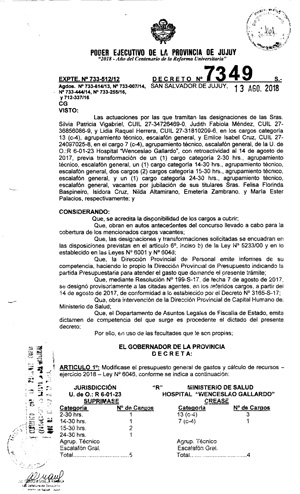 PODER EJECUTIVO DE LA PROVINCIA DE JUJUY
"2018 - Año del Centenario de la Reforma Universitaria"
EXPTE. Nº 733-512/12 DECRETO Nº 7349 S.-
Agdos. Nº 733-514/13, Nº 733-007/14, SAN SALVADOR DE JUJUY, 13 AGO. 2018
Nº 733-444/14, Nº 733-255/16,
y 712-337/16
CG
VISTO:
Las actuaciones por las que tramitan las designaciones de las Sras.
Silvia Patricia Vigabriel, CUIL 27-34726469-0, Judith Fabiola Méndez, CUIL 27-
36856086-9, y Lidia Raquel Herrera, CUIL 27-31810209-6, en los cargos categoría
13 (c-4), agrupamiento técnico, escalafón general, y Emilce Isabel Cruz, CUIL 27-
24097025-8, en el cargo 7 (c-4), agrupamiento técnico, escalafón general, de la U. de
O.: R 6-01-23 Hospital "Wenceslao Gallardo", con retroactividad al 14 de agosto de
2017, previa transformación de un (1) cargo categoría 2-30 hrs., agrupamiento
técnico, escalafón general, un (1) cargo categoría 14-30 hrs., agrupamiento técnico,
escalafón general, dos cargos (2) cargos categoría 15-30 hrs., agrupamiento técnico,
escalafón general, y un (1) cargo categoría 24-30 hrs., agrupamiento técnico,
escalafón general, vacantes por jubilación de sus titulares Sras. Felisa Florinda
Baspineiro, Isidora Cruz, Nilda Altamirano, Emeteria Zambrano, y María Ester
Palacios, respectivamente; y
CONSIDERANDO:
Que, se acredita la disponibilidad de los cargos a cubrir;
Que, obran en autos antecedentes del concurso llevado a cabo para la
cobertura de los mencionados cargos vacantes;
Que, las designaciones y transformaciones solicitadas se encuadran en
las disposiciones previstas en el artículo 6º, inciso b) de la Ley Nº 5233/00 y en lo
establecido en Leyes Nº 6001 y Nº 6046;
Que, la Dirección Provincial de Personal emite informes de su
competencia, haciendo lo propio la Dirección Provincial de Presupuesto indicando la
partida Presupuestaria para atender el gasto que demande el presente trámite;
Que, mediante Resolución Nº 199-S-17, de fecha 7 de agosto de 2017,
se designó provisoriamente a las citadas agentes, en los referidos cargos, a partir del
14 de agosto de 2017, de conformidad a lo establecido por el Decreto Nº 3165-S-17;
Que, obra intervención de la Dirección Provincial de Capital Humano del
Ministerio de Salud;
Que, el Departamento de Asuntos Legales de Fiscalía de Estado, emite
dictamen de competencia del que surge es procedente el dictado del presente
decreto;
Por ello, en uso de las facultades que le son propias;
EL GOBERNADOR DE LA PROVINCIA
DECRETA:
ARTICULO 1º: Modifícase el presupuesto general de gastos y cálculo de recursos –
ejercicio 2018 – Ley Nº 6046, conforme se indica a continuación.
JURISDICCIÓN "R" MINISTERIO DE SALUD
U. de O.: R 6-01-23 HOSPITAL "WENCESLAO GALLARDO"
SUPRIMASE CREASE
Categoría Nº de Cargos Categoría Nº de Cargos
2-30 hrs. 1 13 (c-4) 3
14-30 hrs. 1 7 (c-4) 1
15-30 hrs. 2
24-30 hrs. 1
Agrup. Técnico Agrup. Técnico
Escalafón Gral. Escalafón Gral.
Total 5 Total 4